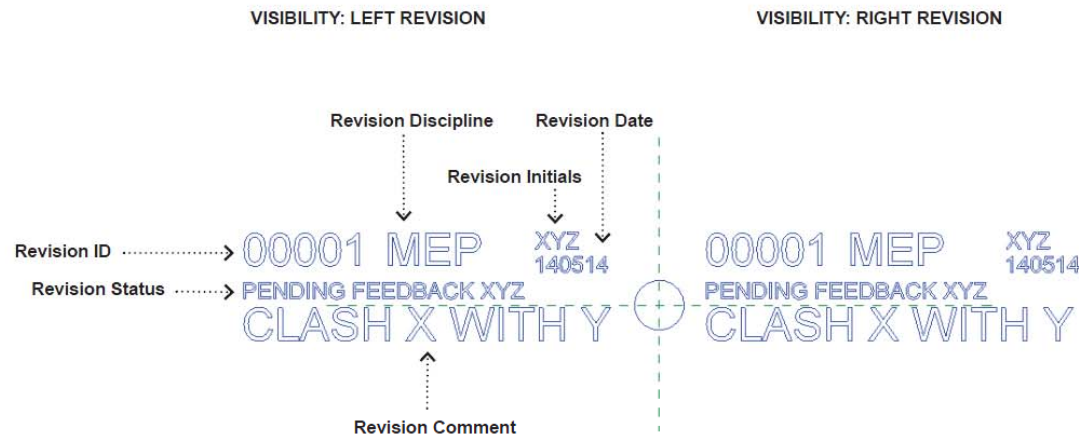 VISIBILITY: LEFT REVISION
VISIBILITY: RIGHT REVISION
Revision Discipline
Revision Date
Revision Initials
Revision ID
00001 MEP
XYZ
140514
00001 MEP
XYZ
140514
Revision Status
PENDING FEEDBACK XYZ
PENDING FEEDBACK XYZ
CLASH X WITH Y
CLASH X WITH Y
Revision Comment